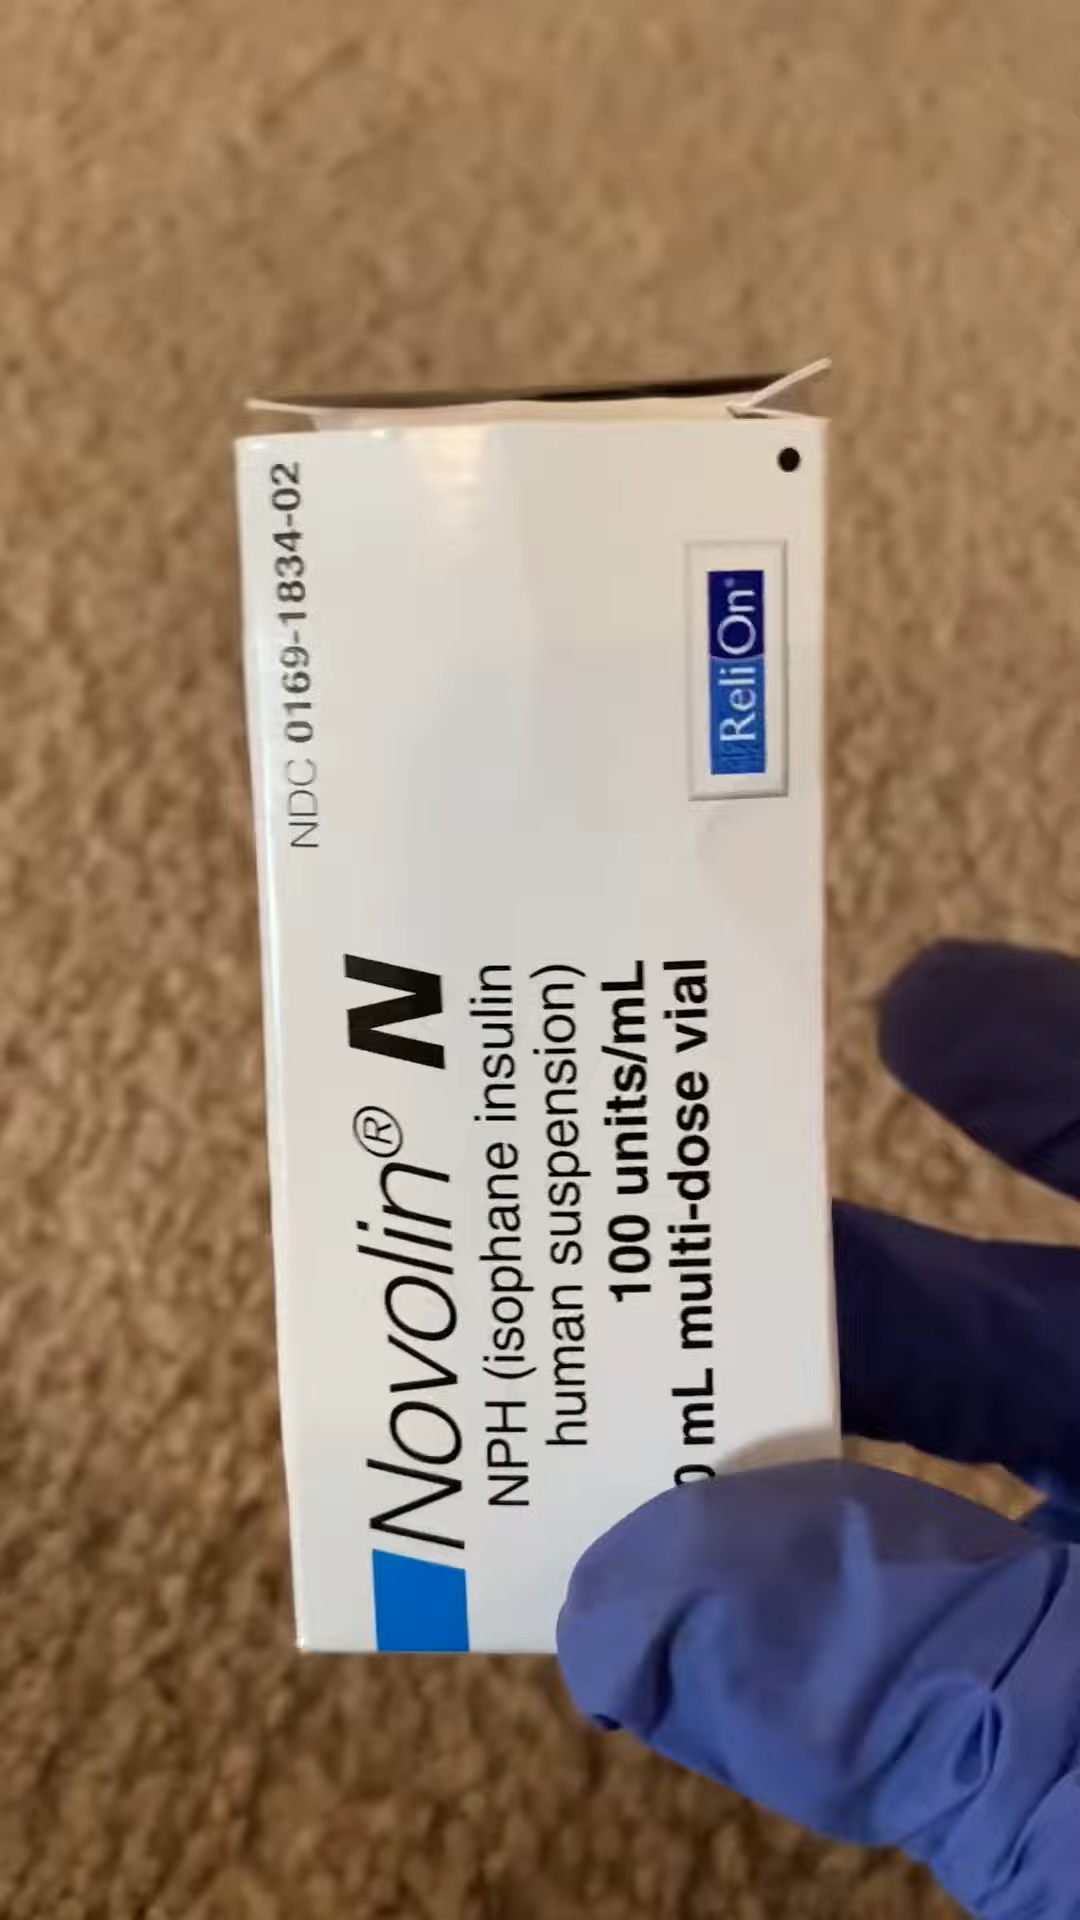 NDC 0169-1834-02
Novolin® N
NPH (isophane insulin
human suspension)
100 units/mL
mL multi-dose vial
ReliOn®